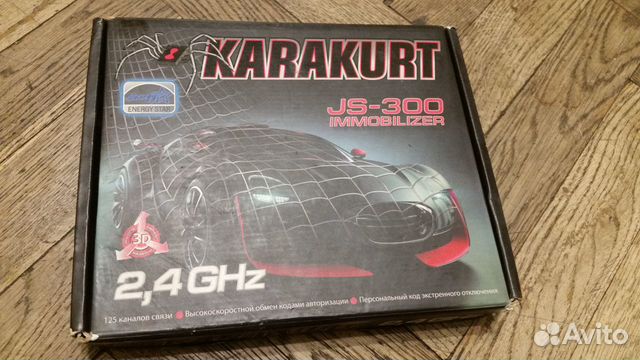 KARAKURT
JS-300
IMMOBILIZER
ENERGY STAR
3D
2,4 GHz
125 каналов связи • Высокоскоростной обмен кодами авторизации • Персональный код экстренного отключения
Avito